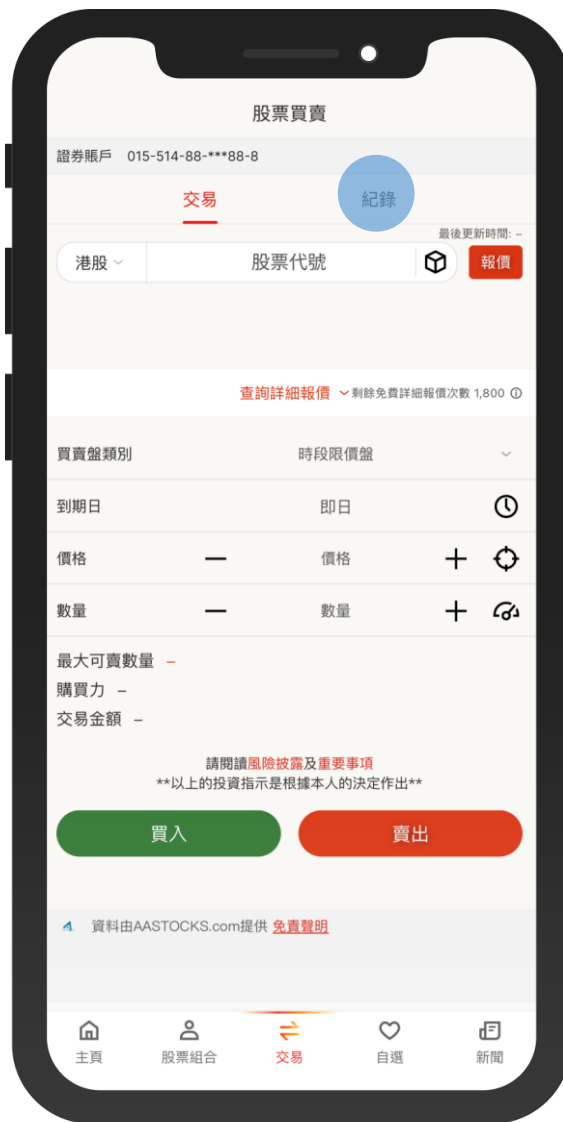 股票買賣
證券賬戶 015-514-88-***88-8
交易 紀錄
最後更新時間: –
港股 股票代號 報價
查詢詳細報價 剩餘免費詳細報價次數 1,800
買賣盤類別 時段限價盤
到期日 即日
價格 價格
數量 數量
最大可賣數量 –
購買力 –
交易金額 –
請閱讀風險披露及重要事項
**以上的投資指示是根據本人的決定作出**
買入 賣出
資料由AASTOCKS.com提供 免責聲明
主頁 股票組合 交易 自選 新聞